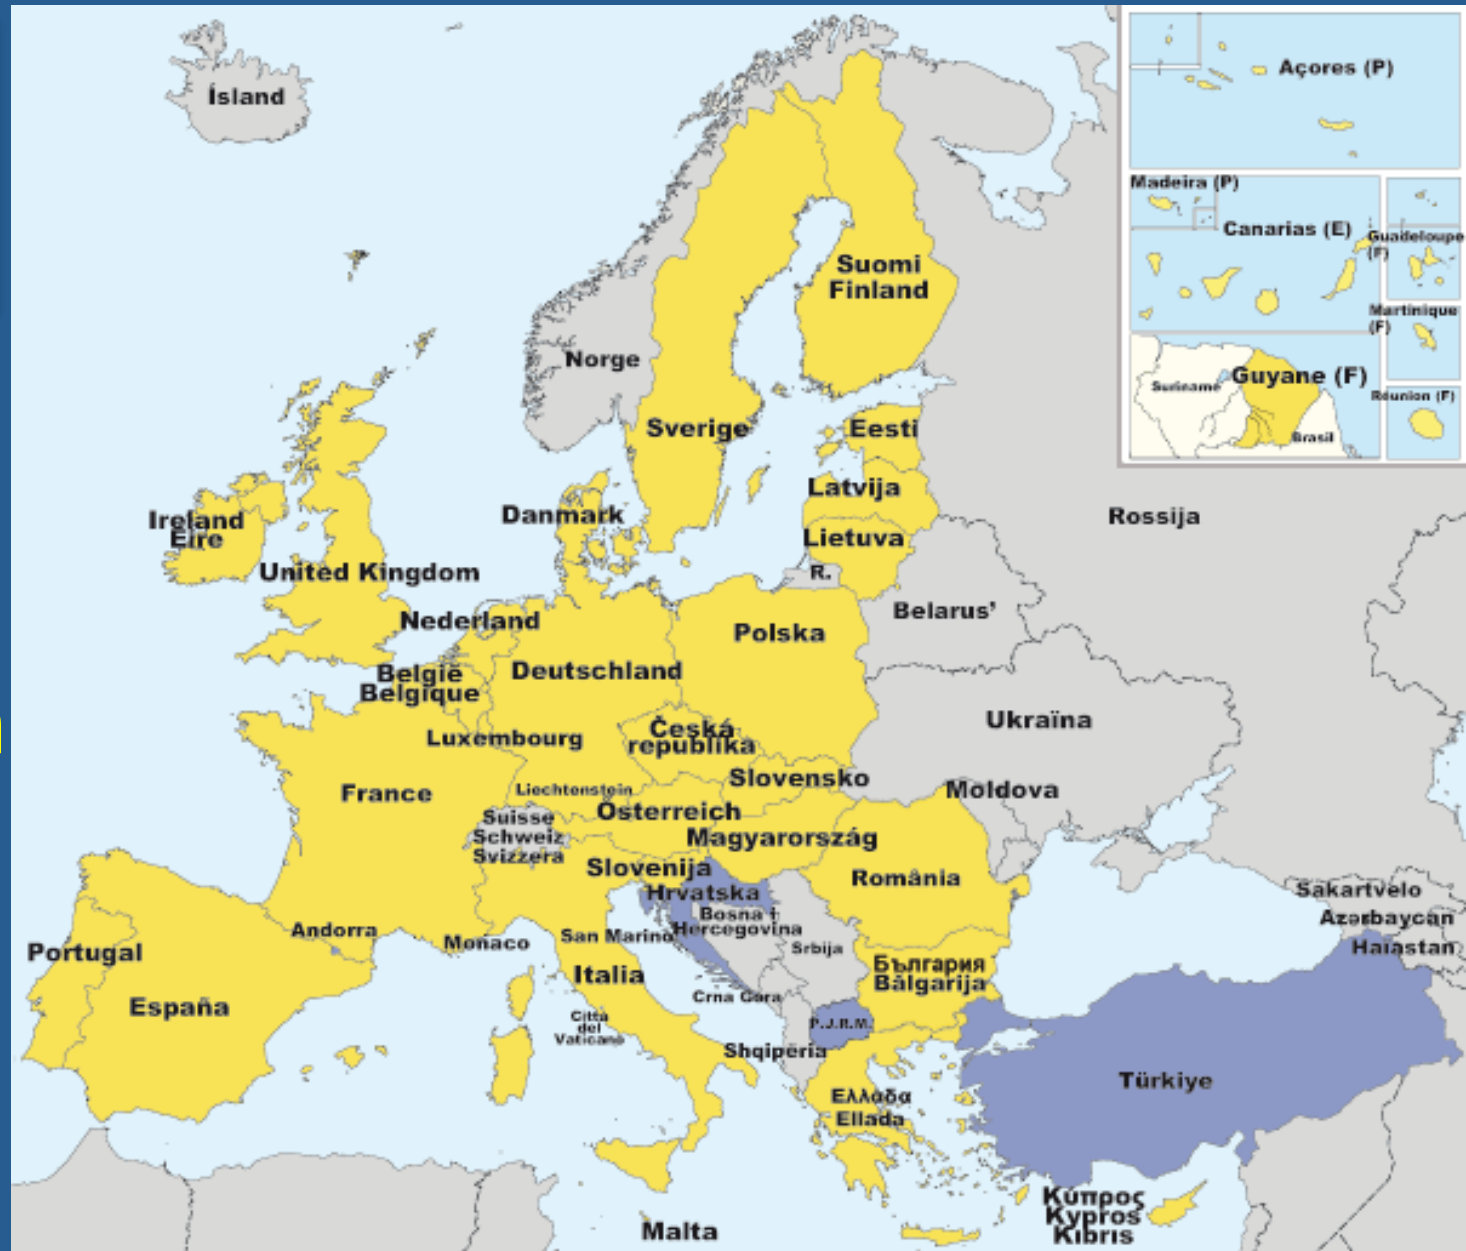 Ísland
Açores (P)
Madeira (P)
Canarias (E)
Guadeloupe
(F)
Martinique
(F)
Guyane (F)
Suriname
Brasil
Réunion (F)
Suomi
Finland
Norge
Sverige
Eesti
Latvija
Lietuva
R.
Rossija
Danmark
Ireland
Éire
United Kingdom
Nederland
België
Belgique
Deutschland
Polska
Belarus’
Luxembourg
Česká
republika
Ukraïna
Slovensko
France
Liechtenstein
Moldova
Suisse
Schweiz
Svizzera
Österreich
Magyarország
Slovenija
România
Hrvatska
Bosna i
Hercegovina
Srbija
Sakartvelo
Azərbaycan
Haiastan
Andorra
Monaco
San Marino
Portugal
España
Italia
България
Bălgarija
Crna Gora
Città
del
Vaticano
P.J.R.M.
Shqipëria
Ελλάδα
Ellada
Türkiye
Malta
Κύπρος
Kýpros
Kıbrıs